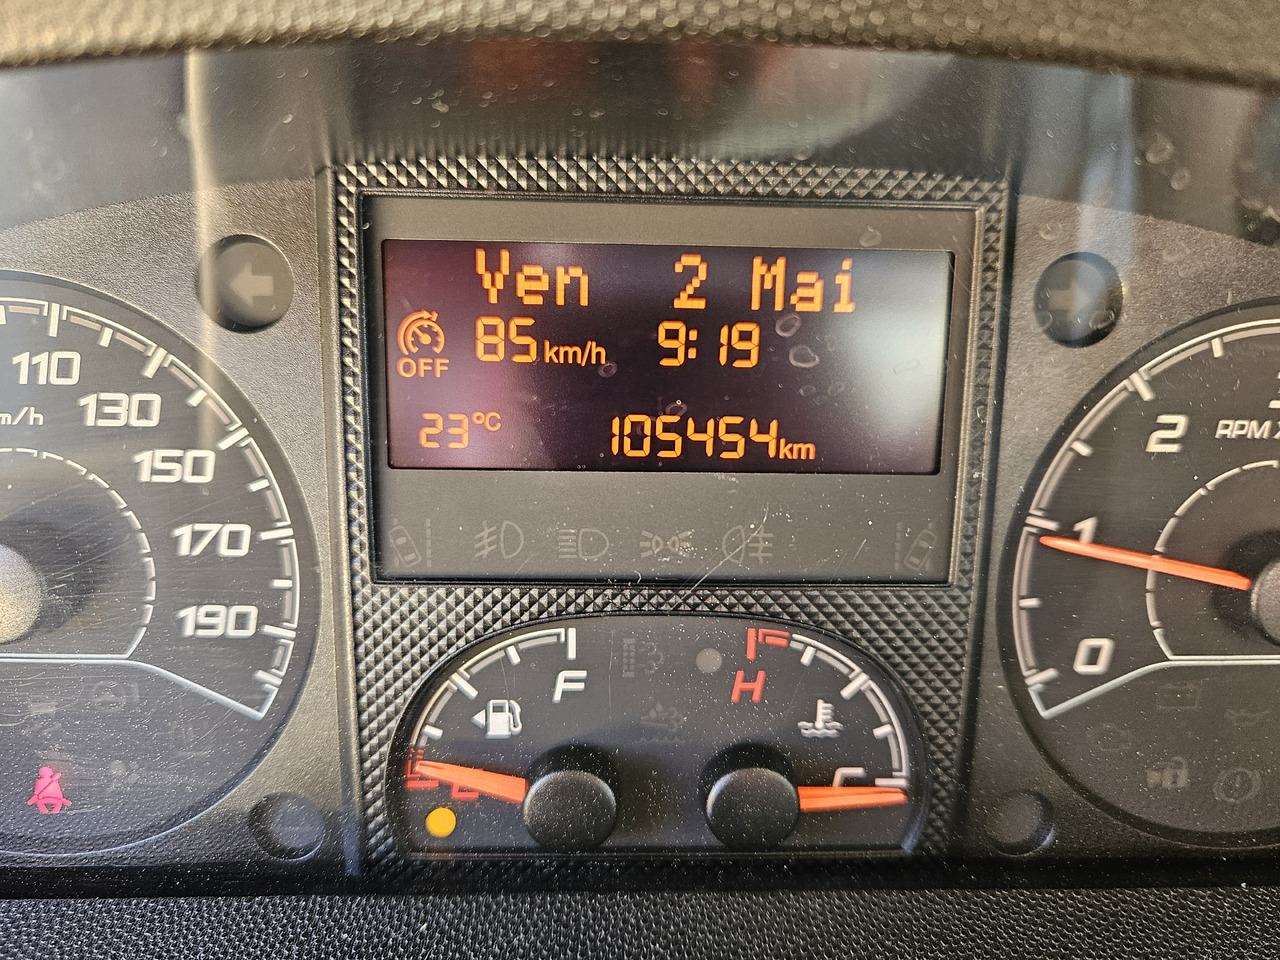 Ven 2 Mai
OFF 85 km/h 9:19
23°C 105454 km
110
130
m/h
150
170
190
2
RPM X
1
0
F
H
E
C